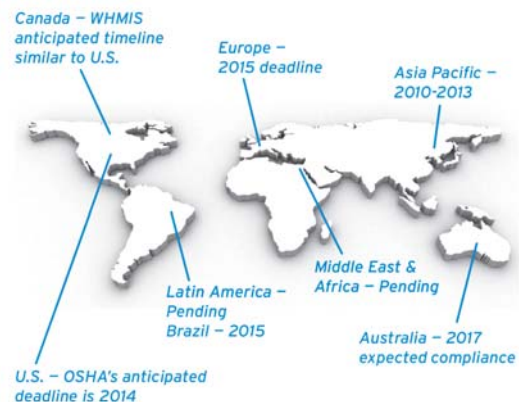 Canada – WHMIS
anticipated timeline
similar to U.S.
Europe –
2015 deadline
Asia Pacific –
2010-2013
Latin America –
Pending
Brazil – 2015
Middle East &
Africa – Pending
Australia – 2017
expected compliance
U.S. – OSHA's anticipated
deadline is 2014